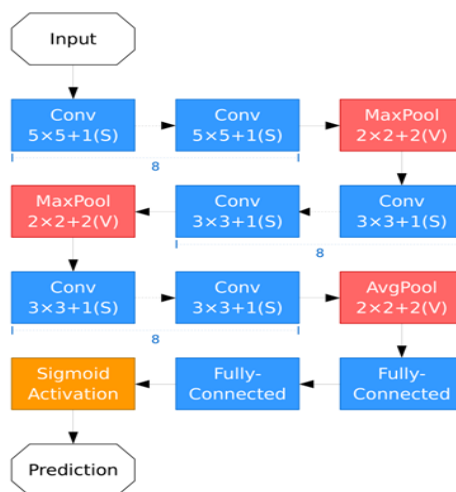 Input
Conv
5×5+1(S)
Conv
5×5+1(S)
MaxPool
2×2+2(V)
8
MaxPool
2×2+2(V)
Conv
3×3+1(S)
Conv
3×3+1(S)
8
Conv
3×3+1(S)
Conv
3×3+1(S)
AvgPool
2×2+2(V)
8
Sigmoid
Activation
Fully-
Connected
Fully-
Connected
Prediction